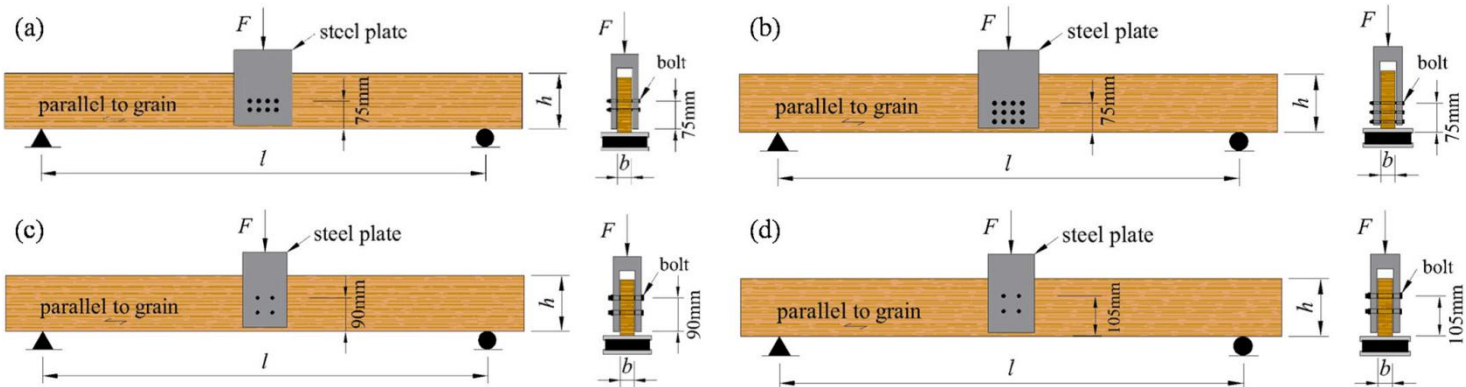 (a)
F
steel plate
parallel to grain
75mm
h
l
F
bolt
75mm
b
(b)
F
steel plate
parallel to grain
75mm
h
l
F
bolt
75mm
b
(c)
F
steel plate
parallel to grain
90mm
h
l
F
bolt
90mm
b
(d)
F
steel plate
parallel to grain
105mm
h
l
F
bolt
105mm
b